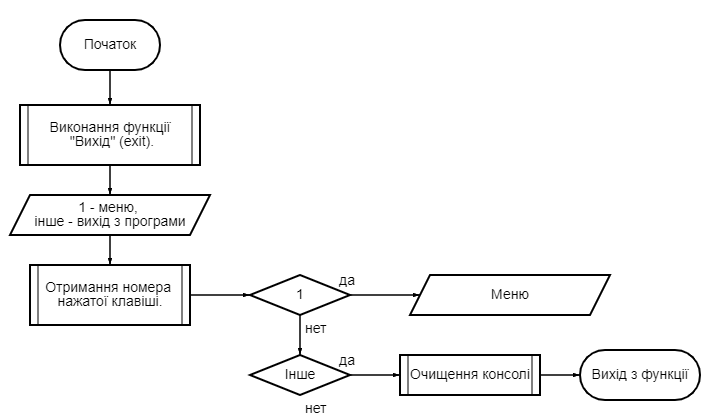 Початок
Виконання функції
"Вихід" (exit).
1 - меню,
інше - вихід з програми
Отримання номера
нажатої клавіші.
1
да
Меню
нет
Інше
да
Очищення консолі
Вихід з функції
нет